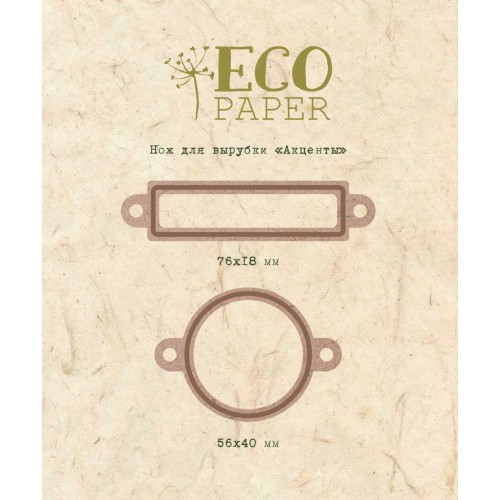 ECO
PAPER
Нож для вырубки «Акценты»
76x18 мм
56x40 мм